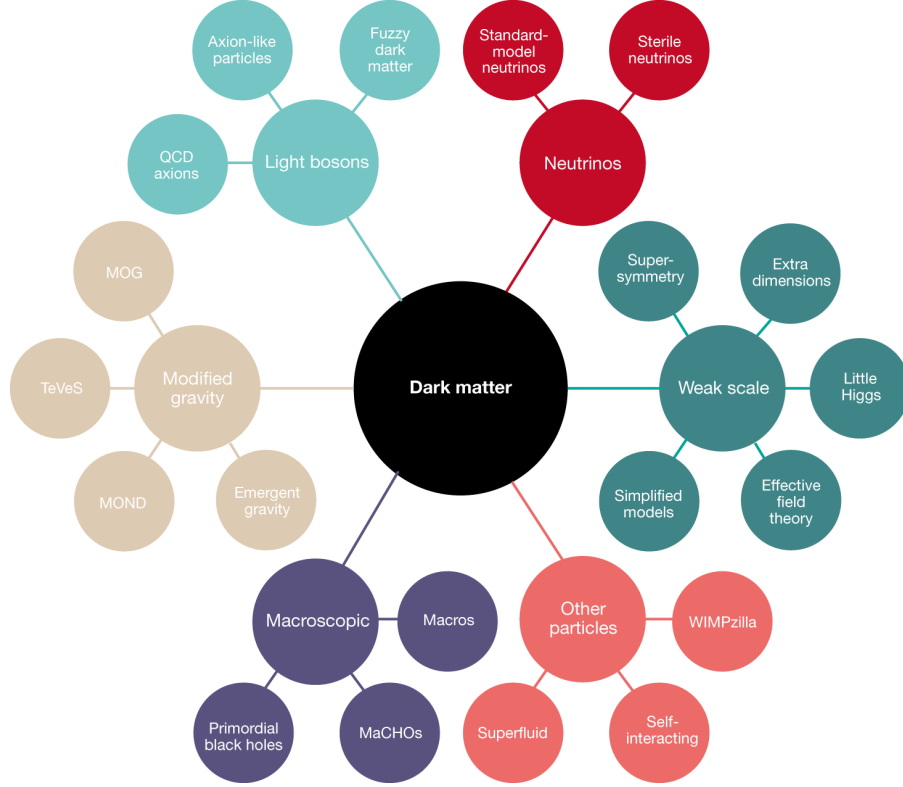 Axion-like
particles
Fuzzy
dark
matter
QCD
axions
Light bosons
Standard-
model
neutrinos
Sterile
neutrinos
Neutrinos
MOG
TeVeS
Modified
gravity
MOND
Emergent
gravity
Dark matter
Super-
symmetry
Extra
dimensions
Weak scale
Little
Higgs
Simplified
models
Effective
field
theory
Macroscopic
Macros
Primordial
black holes
MaCHOs
Other
particles
WIMPzilla
Superfluid
Self-
interacting